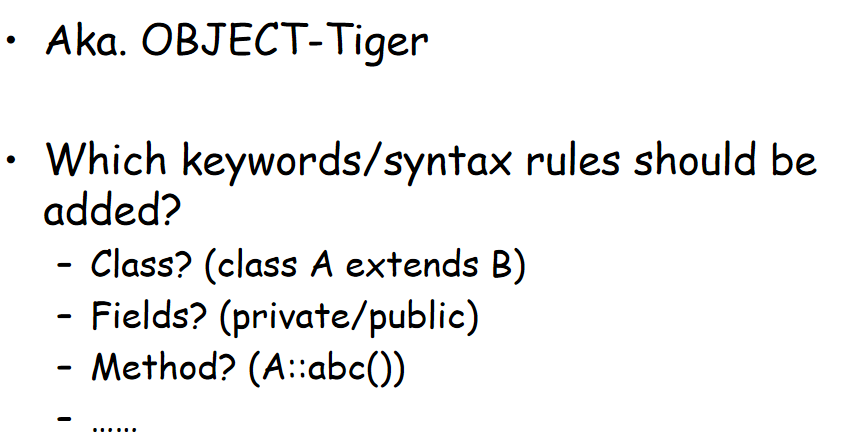 • Aka. OBJECT-Tiger
• Which keywords/syntax rules should be
added?
– Class? (class A extends B)
– Fields? (private/public)
– Method? (A::abc())
– ……